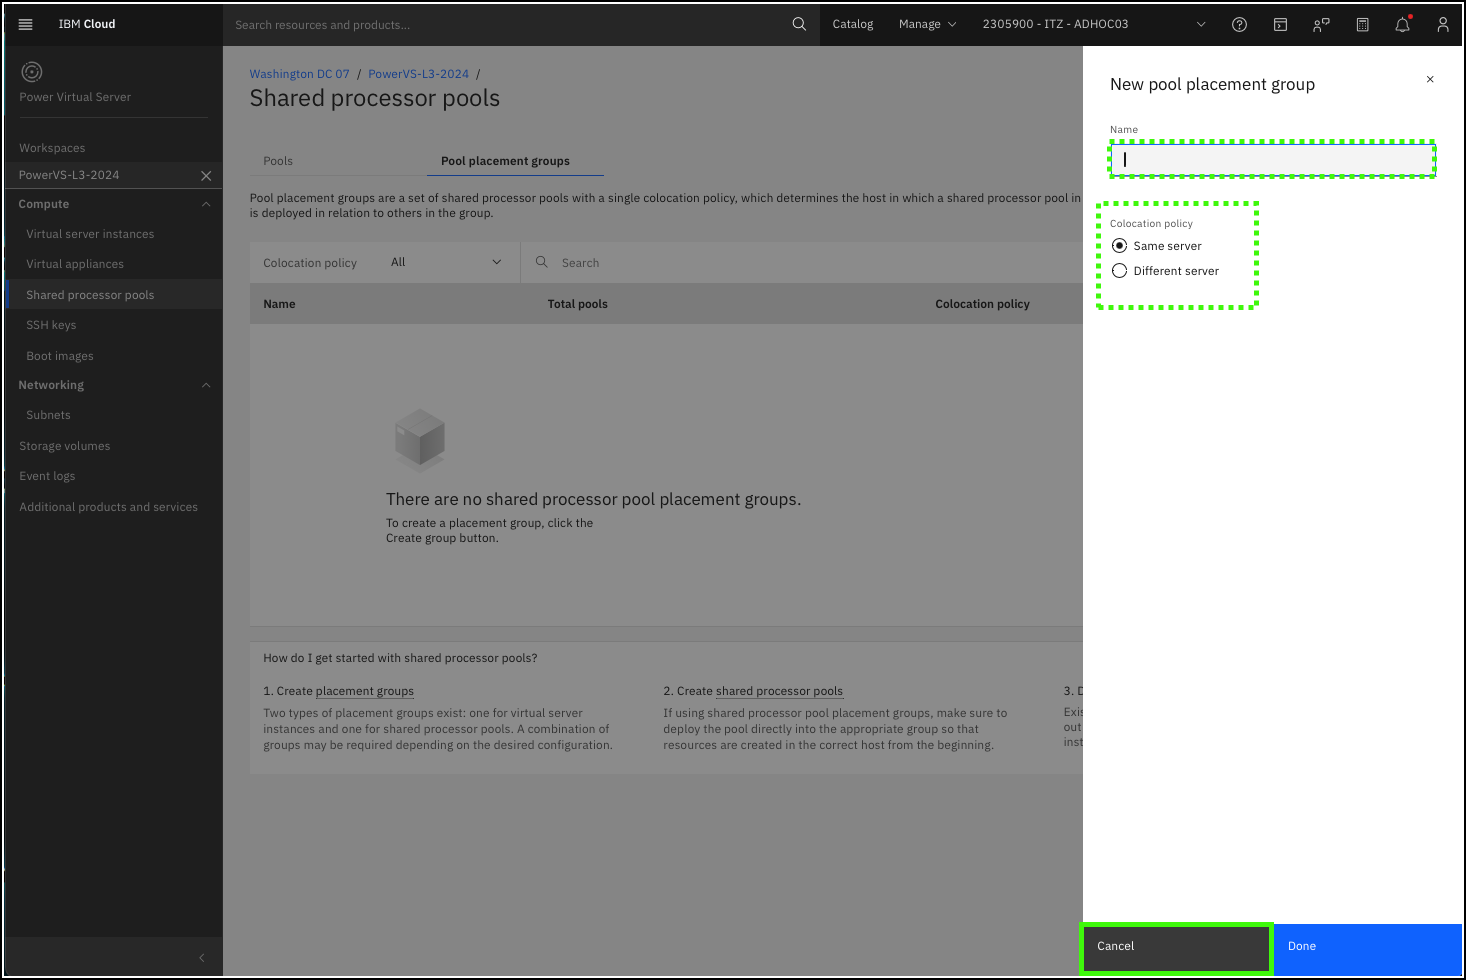 IBM Cloud
Search resources and products...
Catalog
Manage
2305900 - ITZ - ADHOC03
Power Virtual Server
Workspaces
PowerVS-L3-2024
Compute
Virtual server instances
Virtual appliances
Shared processor pools
SSH keys
Boot images
Networking
Subnets
Storage volumes
Event logs
Additional products and services
Washington DC 07 / PowerVS-L3-2024 /
Shared processor pools
Pools
Pool placement groups
Pool placement groups are a set of shared processor pools with a single colocation policy, which determines the host in which a shared processor pool in
is deployed in relation to others in the group.
Colocation policy
All
Search
Name
Total pools
Colocation policy
There are no shared processor pool placement groups.
To create a placement group, click the
Create group button.
How do I get started with shared processor pools?
1. Create placement groups
Two types of placement groups exist: one for virtual server
instances and one for shared processor pools. A combination of
groups may be required depending on the desired configuration.
2. Create shared processor pools
If using shared processor pool placement groups, make sure to
deploy the pool directly into the appropriate group so that
resources are created in the correct host from the beginning.
3. D
Exis
out
inst
New pool placement group
Name
Colocation policy
Same server
Different server
Cancel
Done